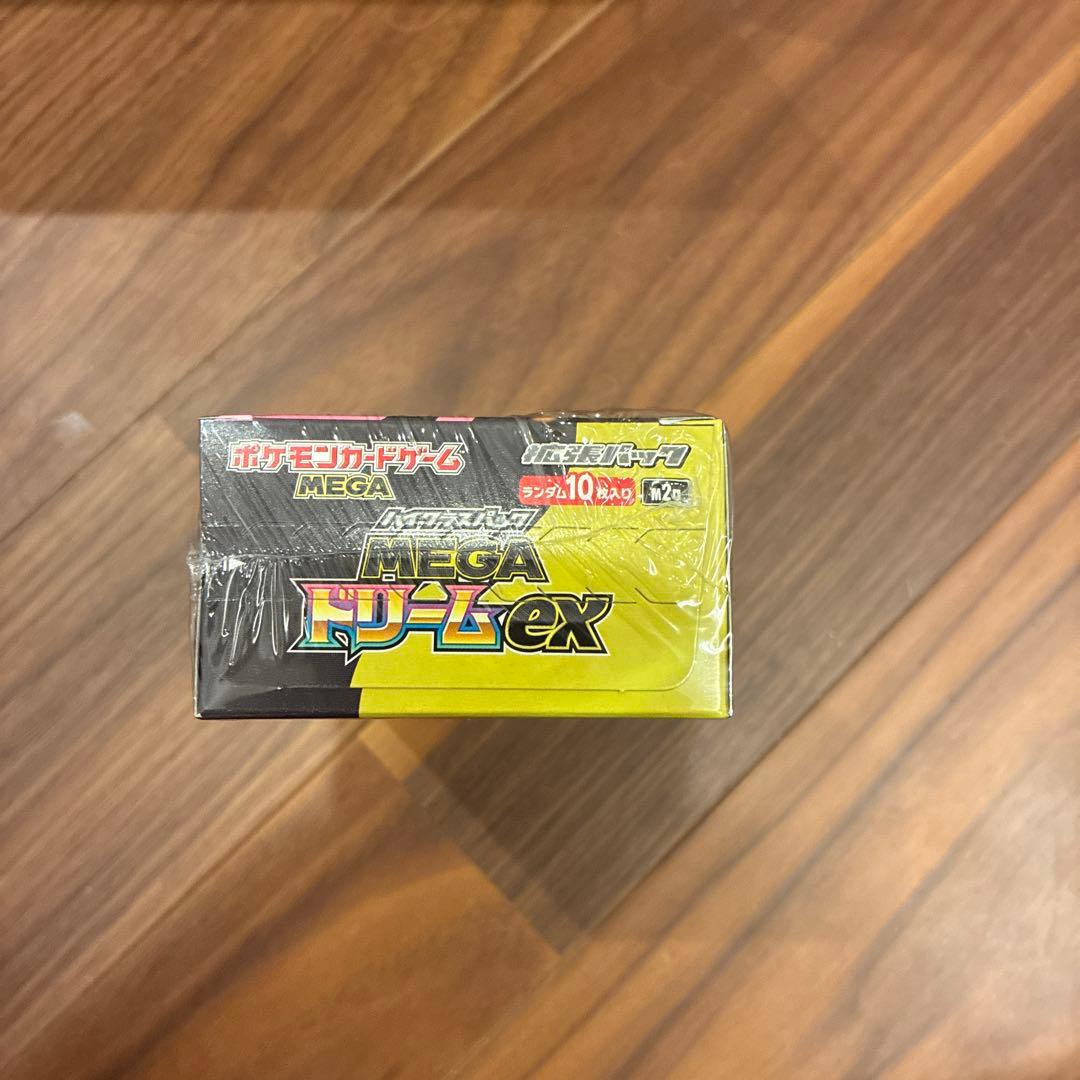 ポケモンカードゲーム
MEGA
拡張パック
ランダム10枚入り
M2a
ハイクラスパック
MEGA
ドリームex